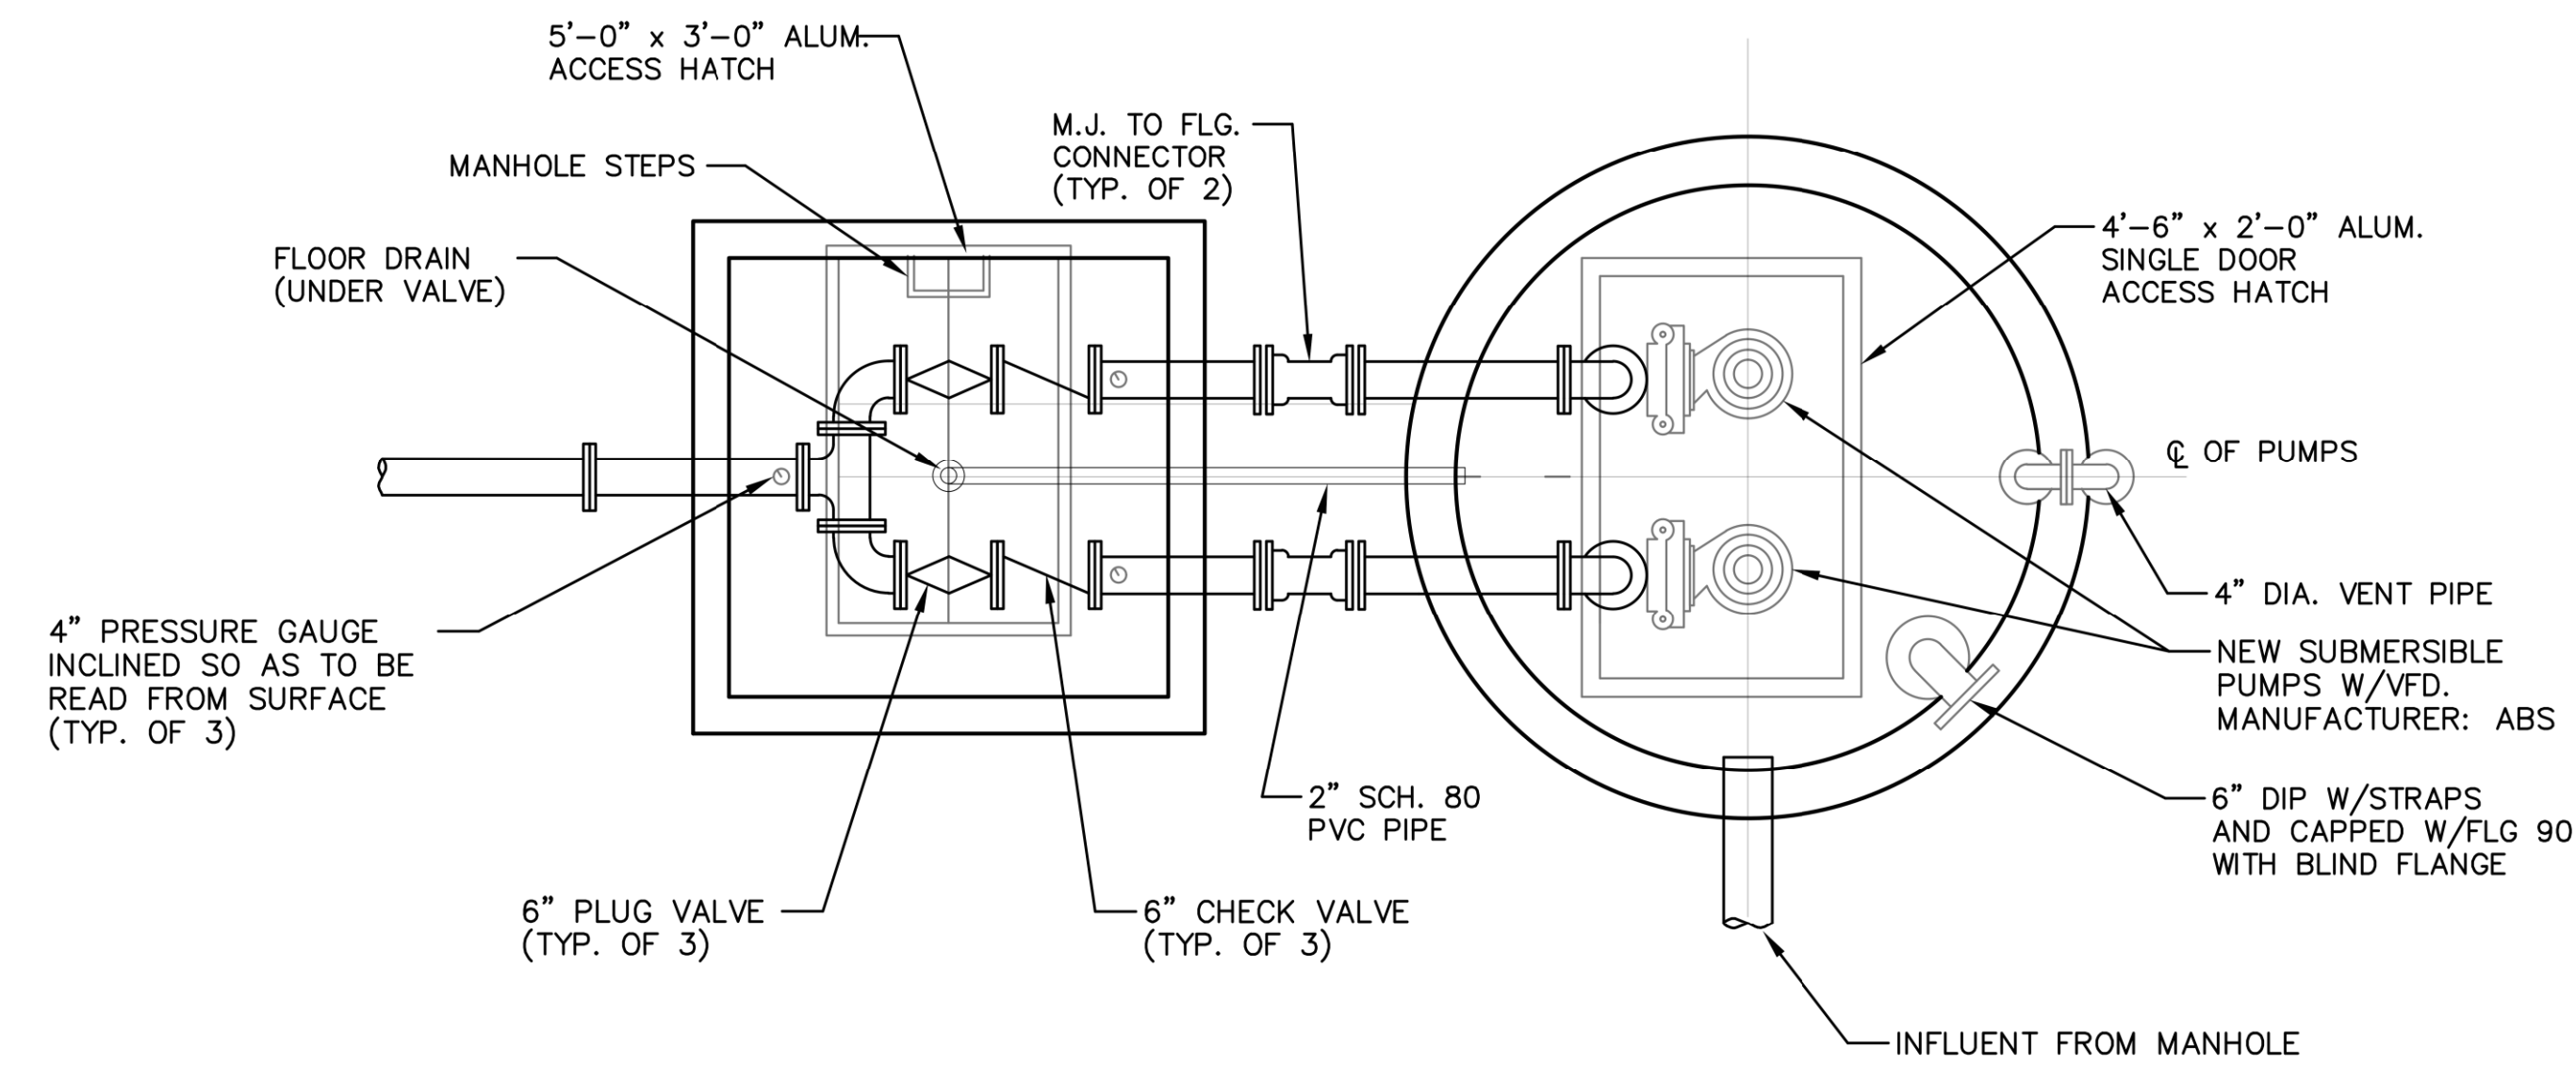 5'-0" x 3'-0" ALUM.
ACCESS HATCH
M.J. TO FLG.
CONNECTOR
(TYP. OF 2)
MANHOLE STEPS
4'-6" x 2'-0" ALUM.
SINGLE DOOR
ACCESS HATCH
FLOOR DRAIN
(UNDER VALVE)
℄ OF PUMPS
4" DIA. VENT PIPE
4" PRESSURE GAUGE
INCLINED SO AS TO BE
READ FROM SURFACE
(TYP. OF 3)
NEW SUBMERSIBLE
PUMPS W/VFD.
MANUFACTURER: ABS
2" SCH. 80
PVC PIPE
6" DIP W/STRAPS
AND CAPPED W/FLG 90
WITH BLIND FLANGE
6" PLUG VALVE
(TYP. OF 3)
6" CHECK VALVE
(TYP. OF 3)
INFLUENT FROM MANHOLE